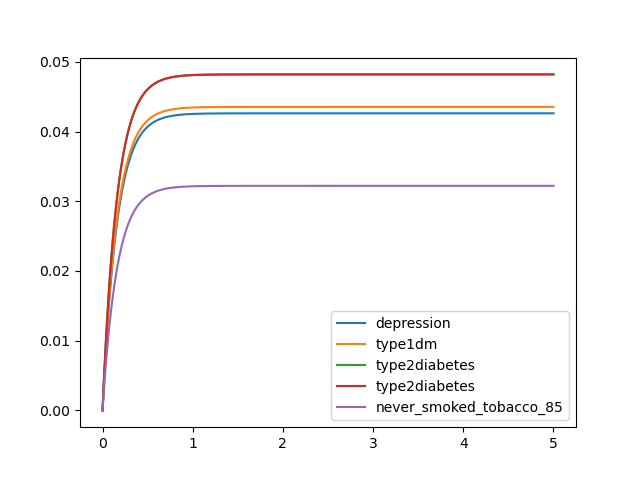 0.05
0.04
0.03
0.02
0.01
0.00
0 1 2 3 4 5
depression
type1dm
type2diabetes
type2diabetes
never_smoked_tobacco_85